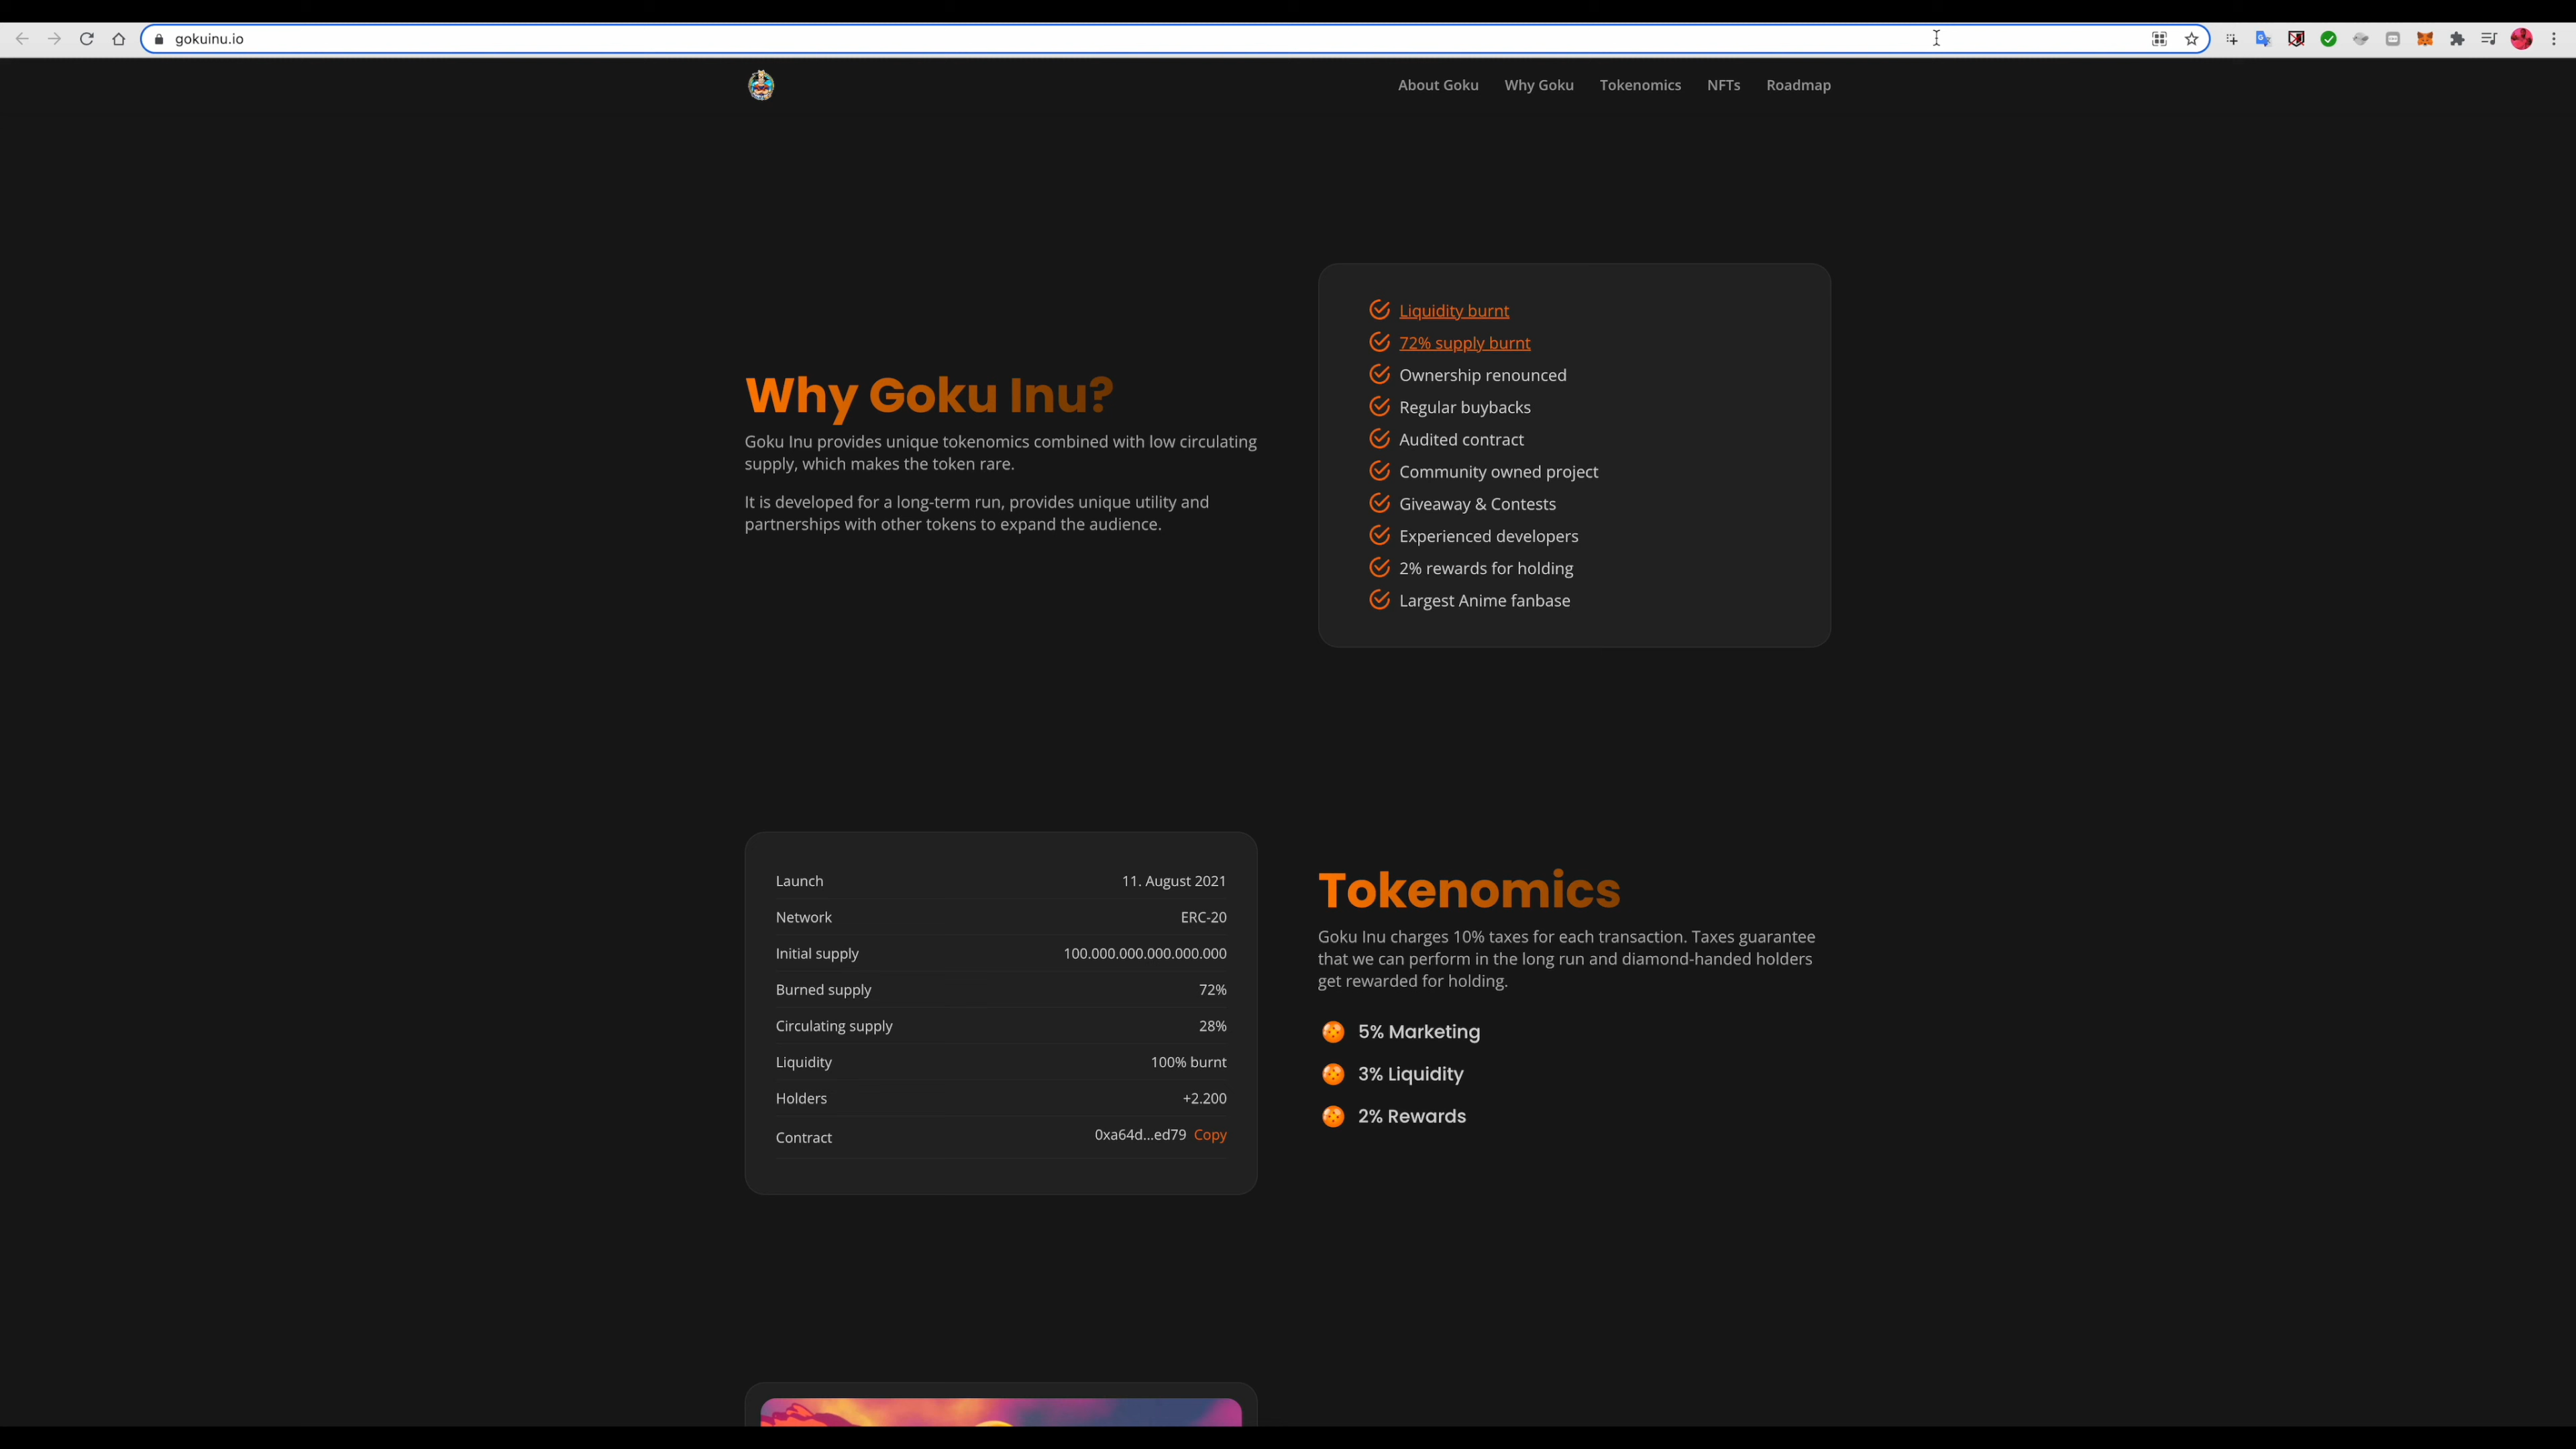 gokuinu.io
About Goku Why Goku Tokenomics NFTs Roadmap
Why Goku Inu?
Goku Inu provides unique tokenomics combined with low circulating
supply, which makes the token rare.
It is developed for a long-term run, provides unique utility and
partnerships with other tokens to expand the audience.
Liquidity burnt
72% supply burnt
Ownership renounced
Regular buybacks
Audited contract
Community owned project
Giveaway & Contests
Experienced developers
2% rewards for holding
Largest Anime fanbase
Launch 11. August 2021
Network ERC-20
Initial supply 100.000.000.000.000.000
Burned supply 72%
Circulating supply 28%
Liquidity 100% burnt
Holders +2.200
Contract 0xa64d...ed79 Copy
Tokenomics
Goku Inu charges 10% taxes for each transaction. Taxes guarantee
that we can perform in the long run and diamond-handed holders
get rewarded for holding.
5% Marketing
3% Liquidity
2% Rewards